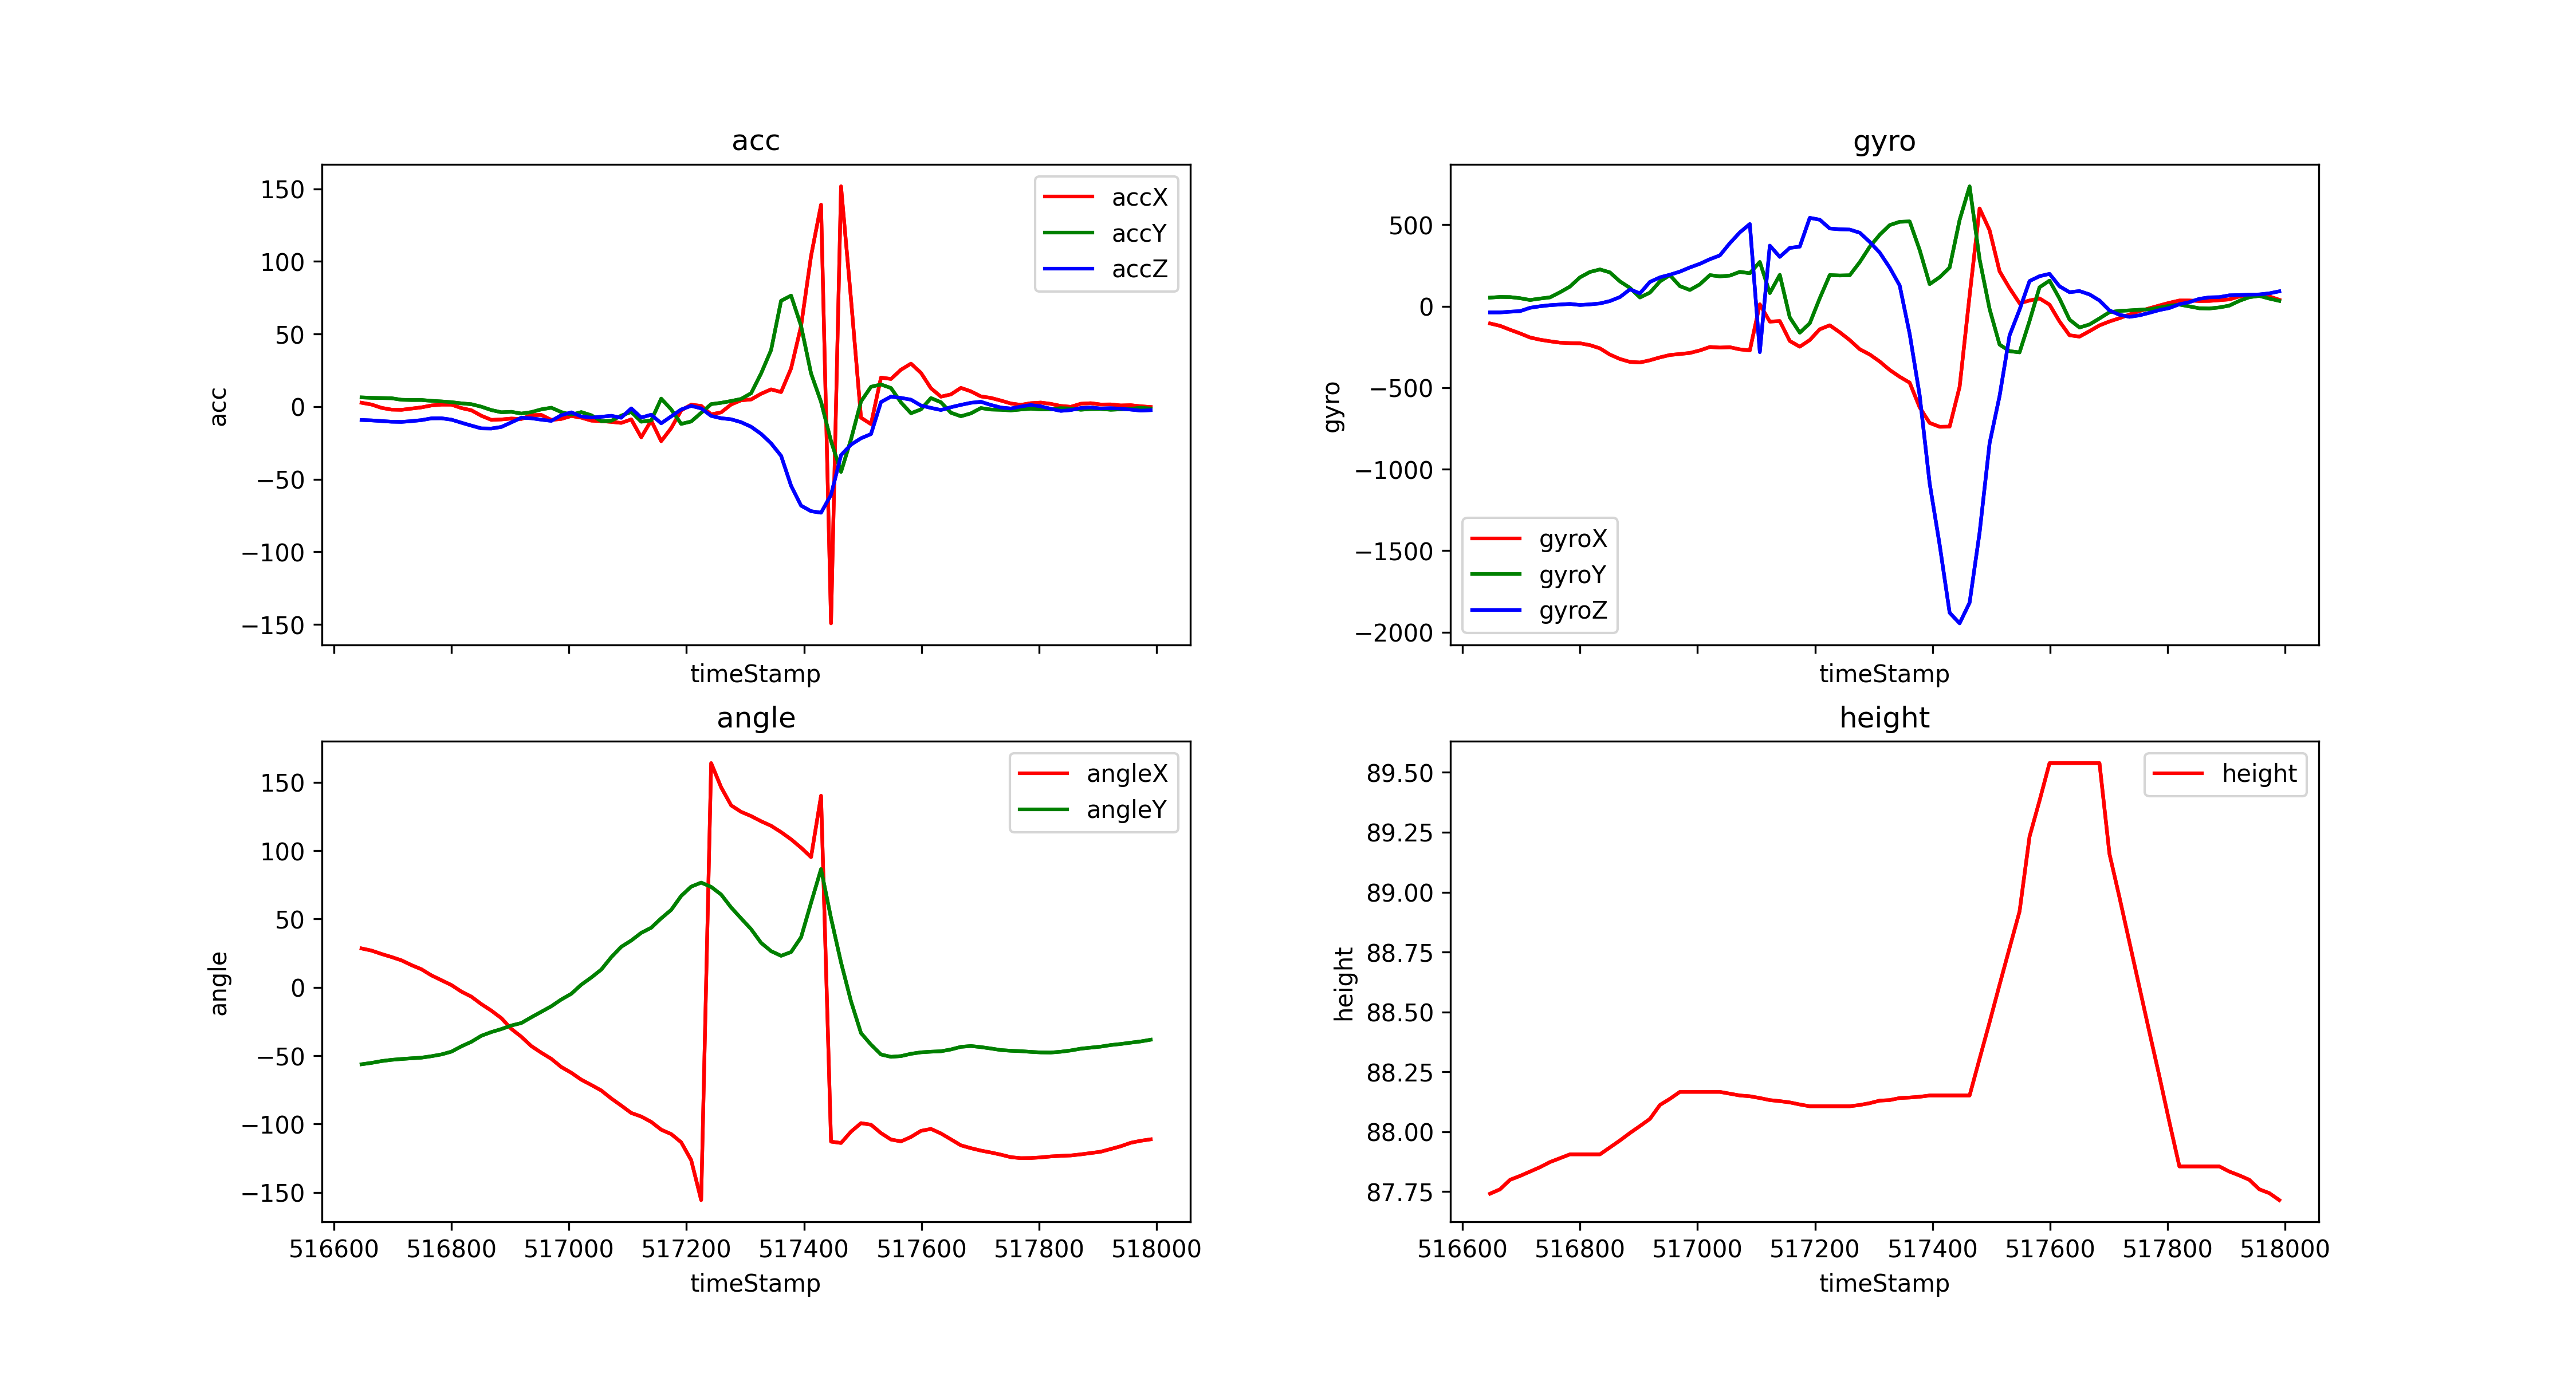 acc
150
100
50
0
−50
−100
−150
acc
accX
accY
accZ
timeStamp
gyro
500
0
−500
−1000
−1500
−2000
gyro
gyroX
gyroY
gyroZ
timeStamp
angle
150
100
50
0
−50
−100
−150
angle
angleX
angleY
516600 516800 517000 517200 517400 517600 517800 518000
timeStamp
height
89.50
89.25
89.00
88.75
88.50
88.25
88.00
87.75
height
height
516600 516800 517000 517200 517400 517600 517800 518000
timeStamp